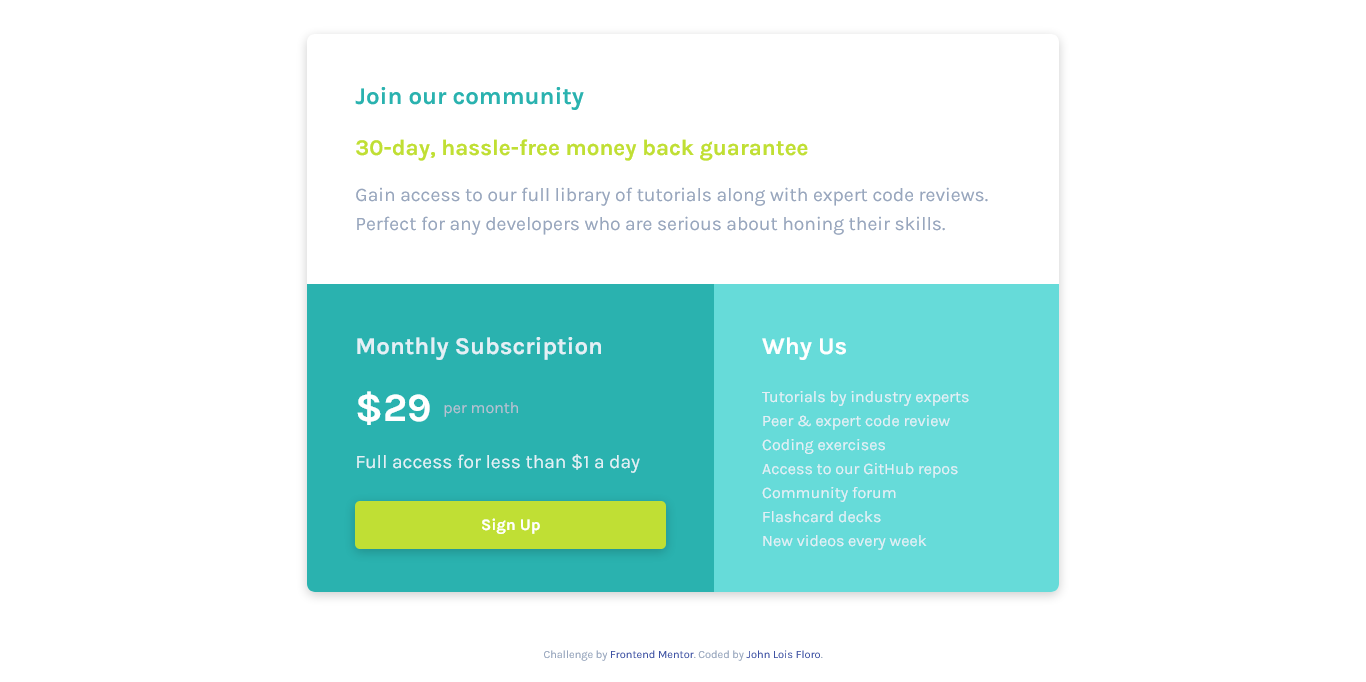 Join our community
30-day, hassle-free money back guarantee
Gain access to our full library of tutorials along with expert code reviews.
Perfect for any developers who are serious about honing their skills.
Monthly Subscription
$29 per month
Full access for less than $1 a day
Sign Up
Why Us
Tutorials by industry experts
Peer & expert code review
Coding exercises
Access to our GitHub repos
Community forum
Flashcard decks
New videos every week
Challenge by Frontend Mentor. Coded by John Lois Floro.